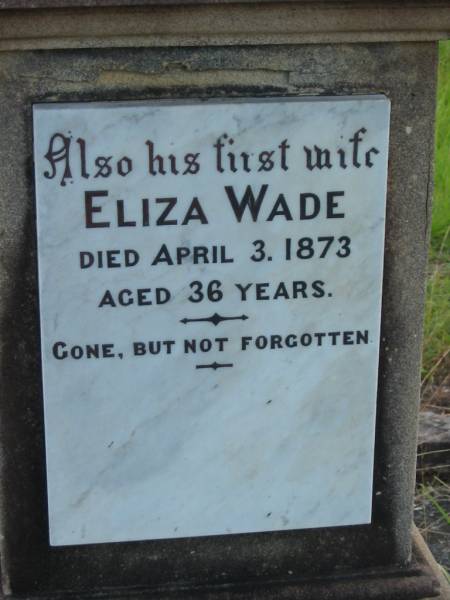 Also his first wife
ELIZA WADE
DIED APRIL 3. 1873
AGED 36 YEARS.
GONE, BUT NOT FORGOTTEN